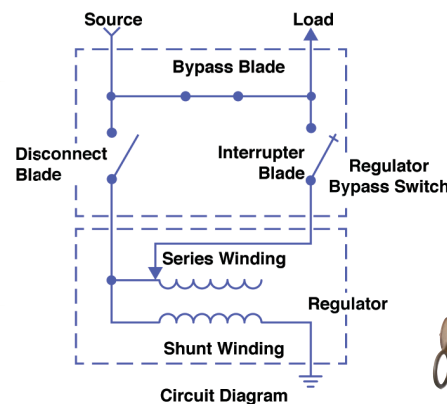 Source
Load
Bypass Blade
Disconnect
Blade
Interrupter
Blade
Regulator
Bypass Switch
Series Winding
Regulator
Shunt Winding
Circuit Diagram